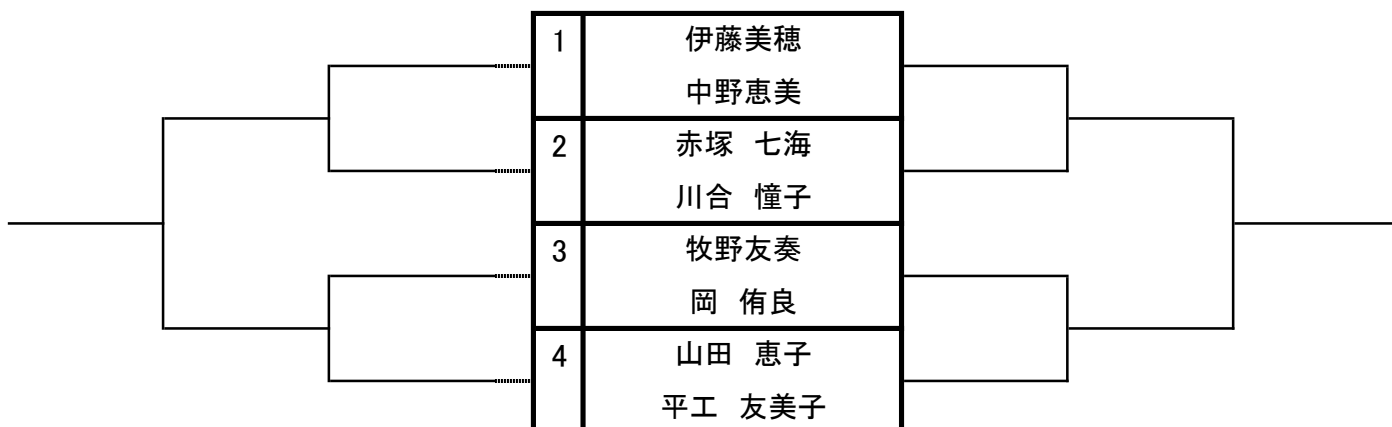 1 伊藤美穂
中野恵美
2 赤塚　七海
川合　憧子
3 牧野友奏
岡　侑良
4 山田　恵子
平工　友美子